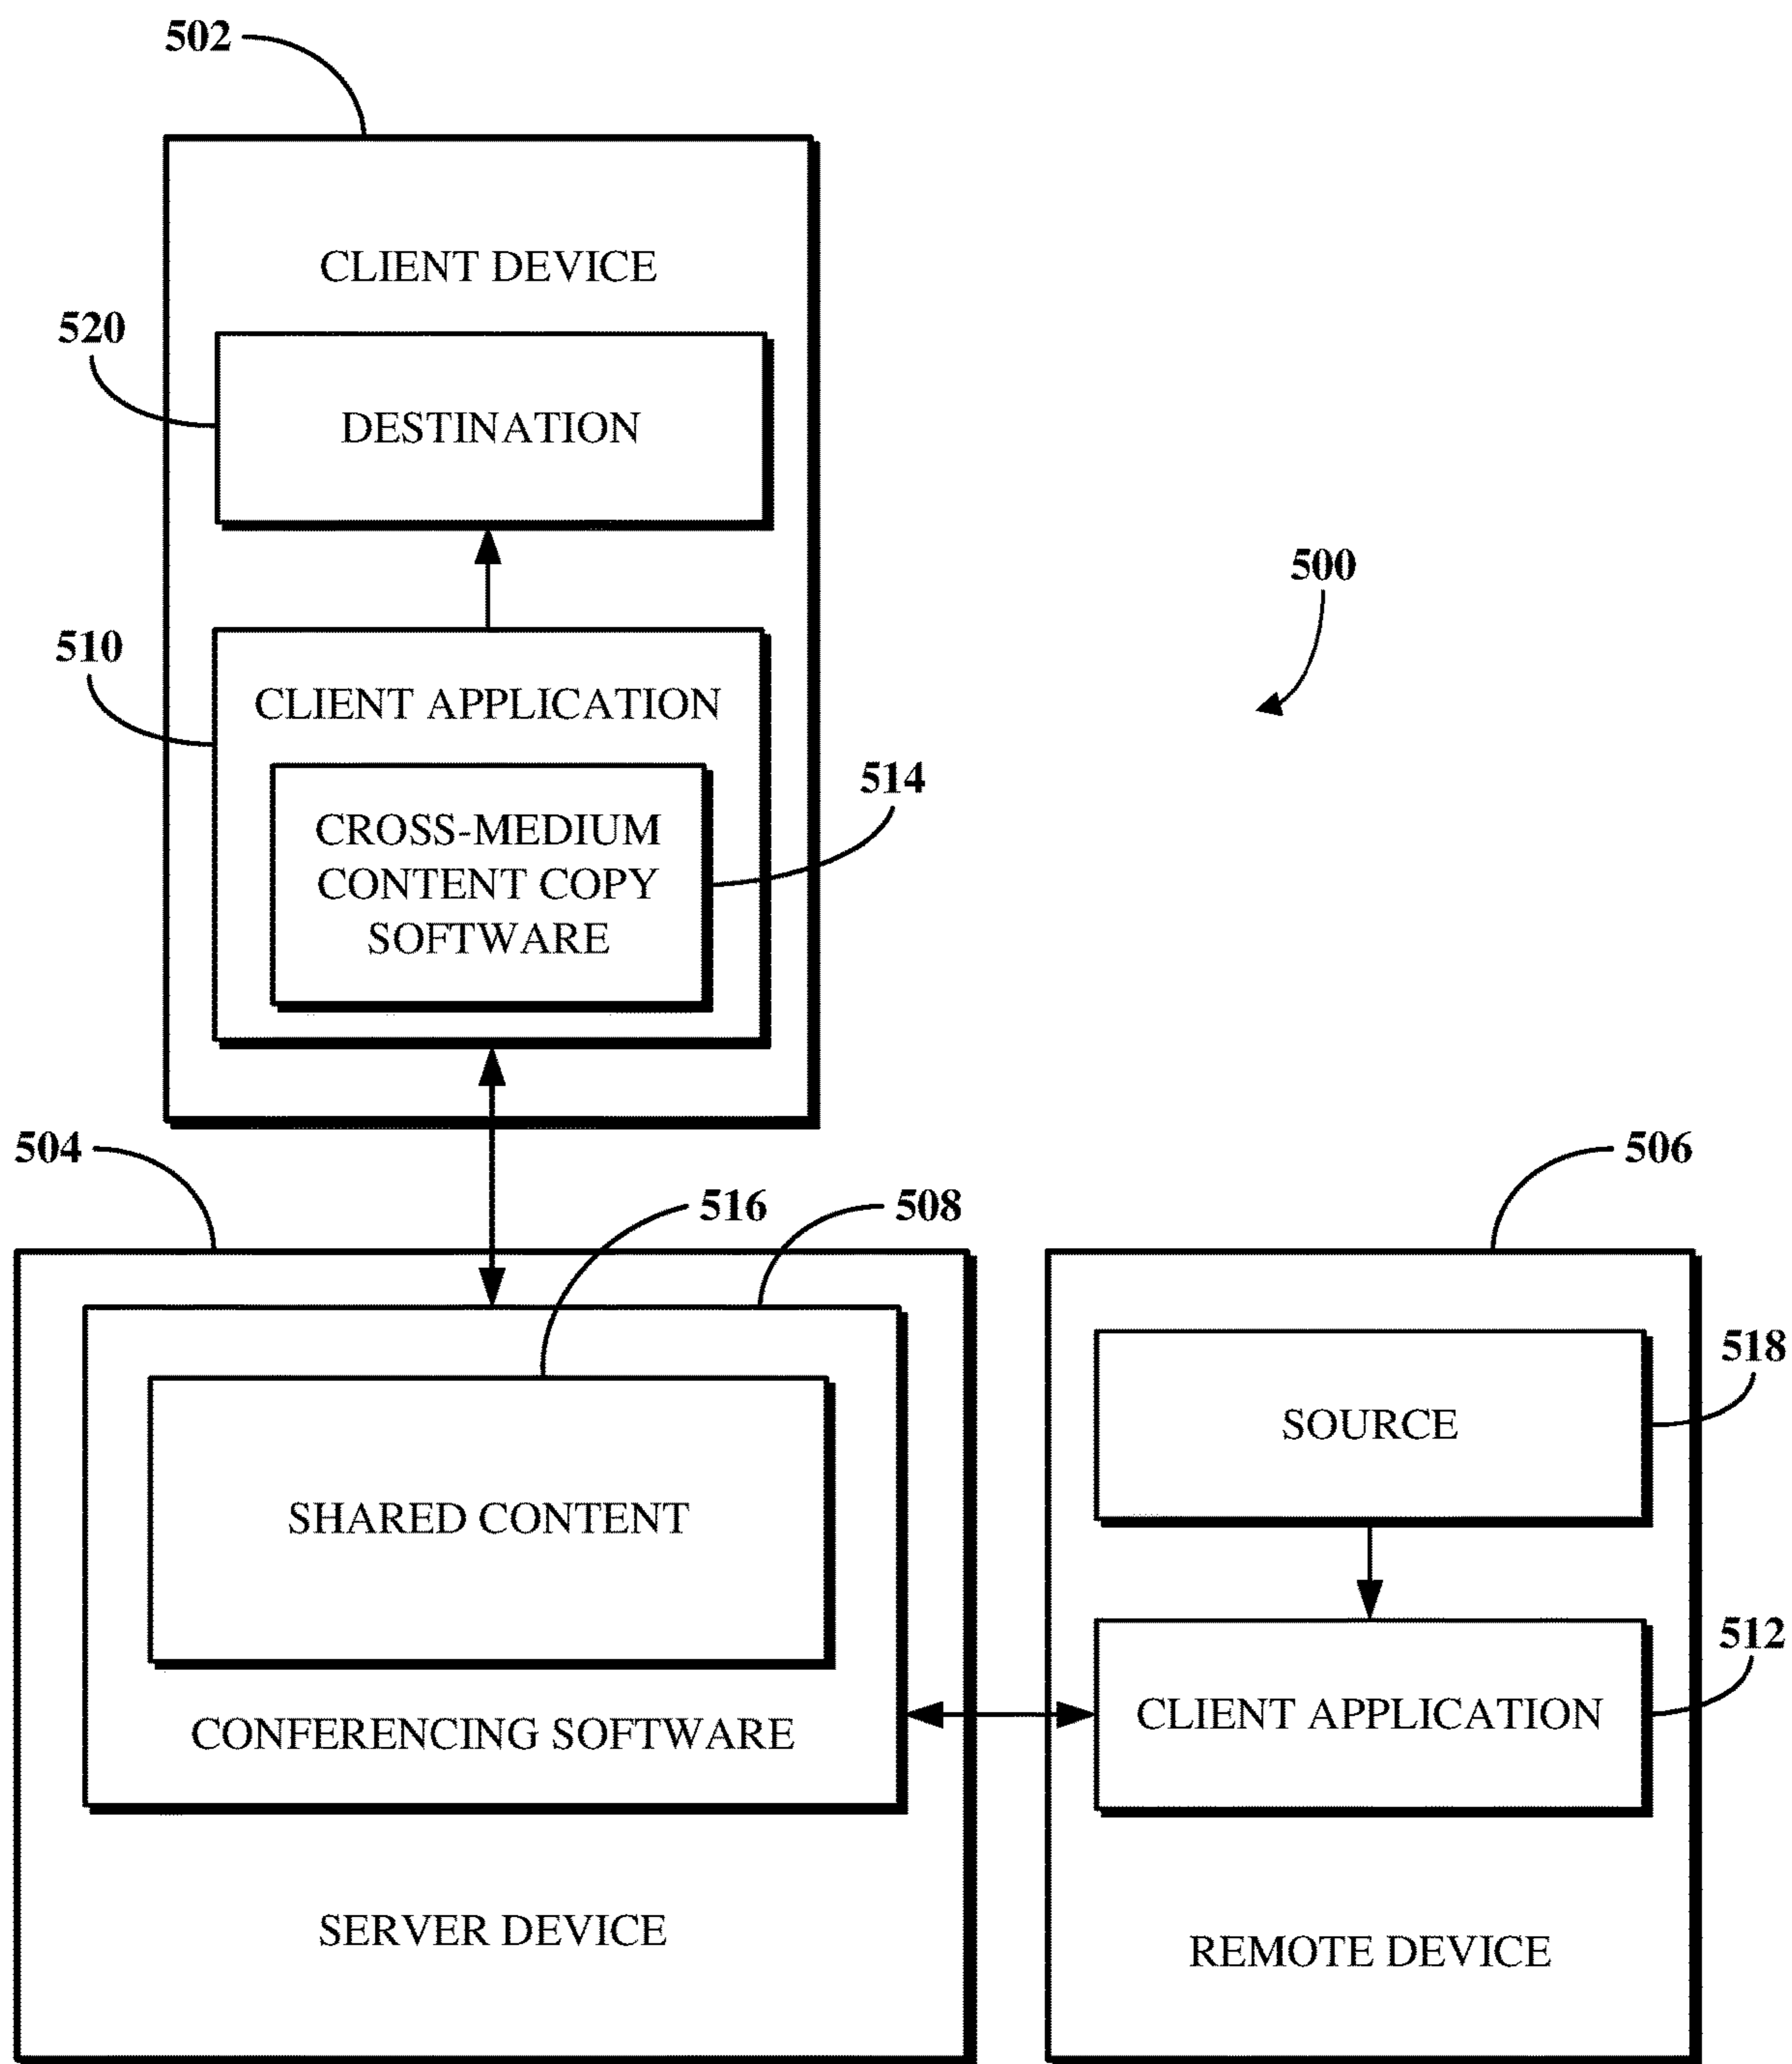 502
CLIENT DEVICE
520
DESTINATION
500
510
CLIENT APPLICATION
514
CROSS-MEDIUM
CONTENT COPY
SOFTWARE
504
506
516
508
518
SOURCE
SHARED CONTENT
512
CLIENT APPLICATION
CONFERENCING SOFTWARE
SERVER DEVICE
REMOTE DEVICE